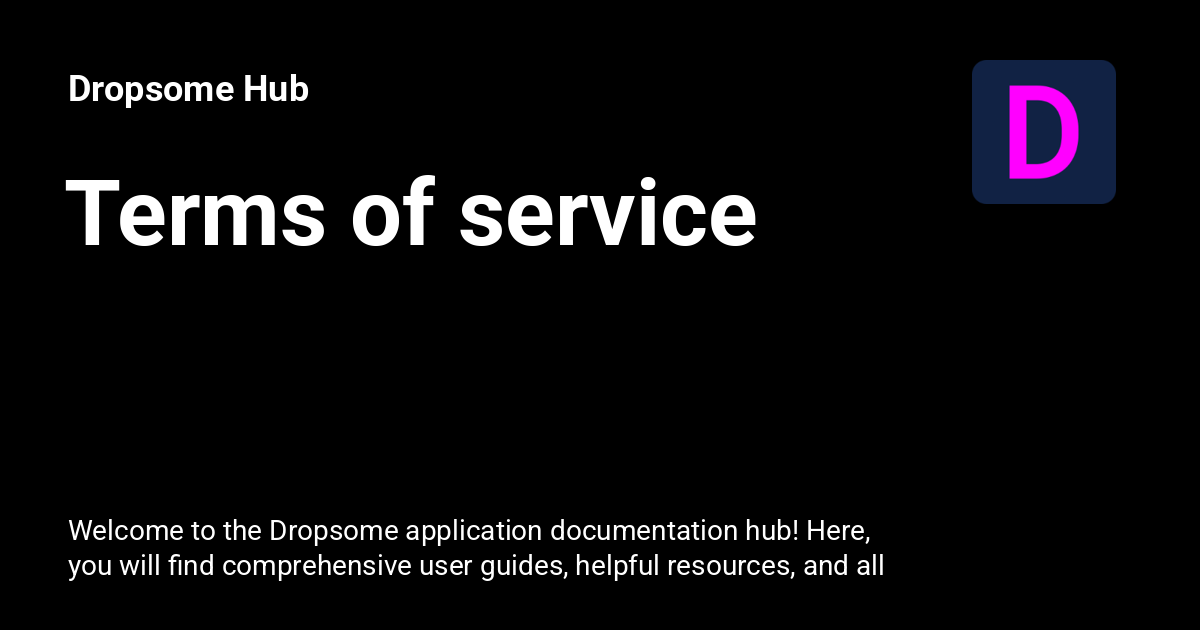 Dropsome Hub
D
Terms of service
Welcome to the Dropsome application documentation hub! Here,
you will find comprehensive user guides, helpful resources, and all